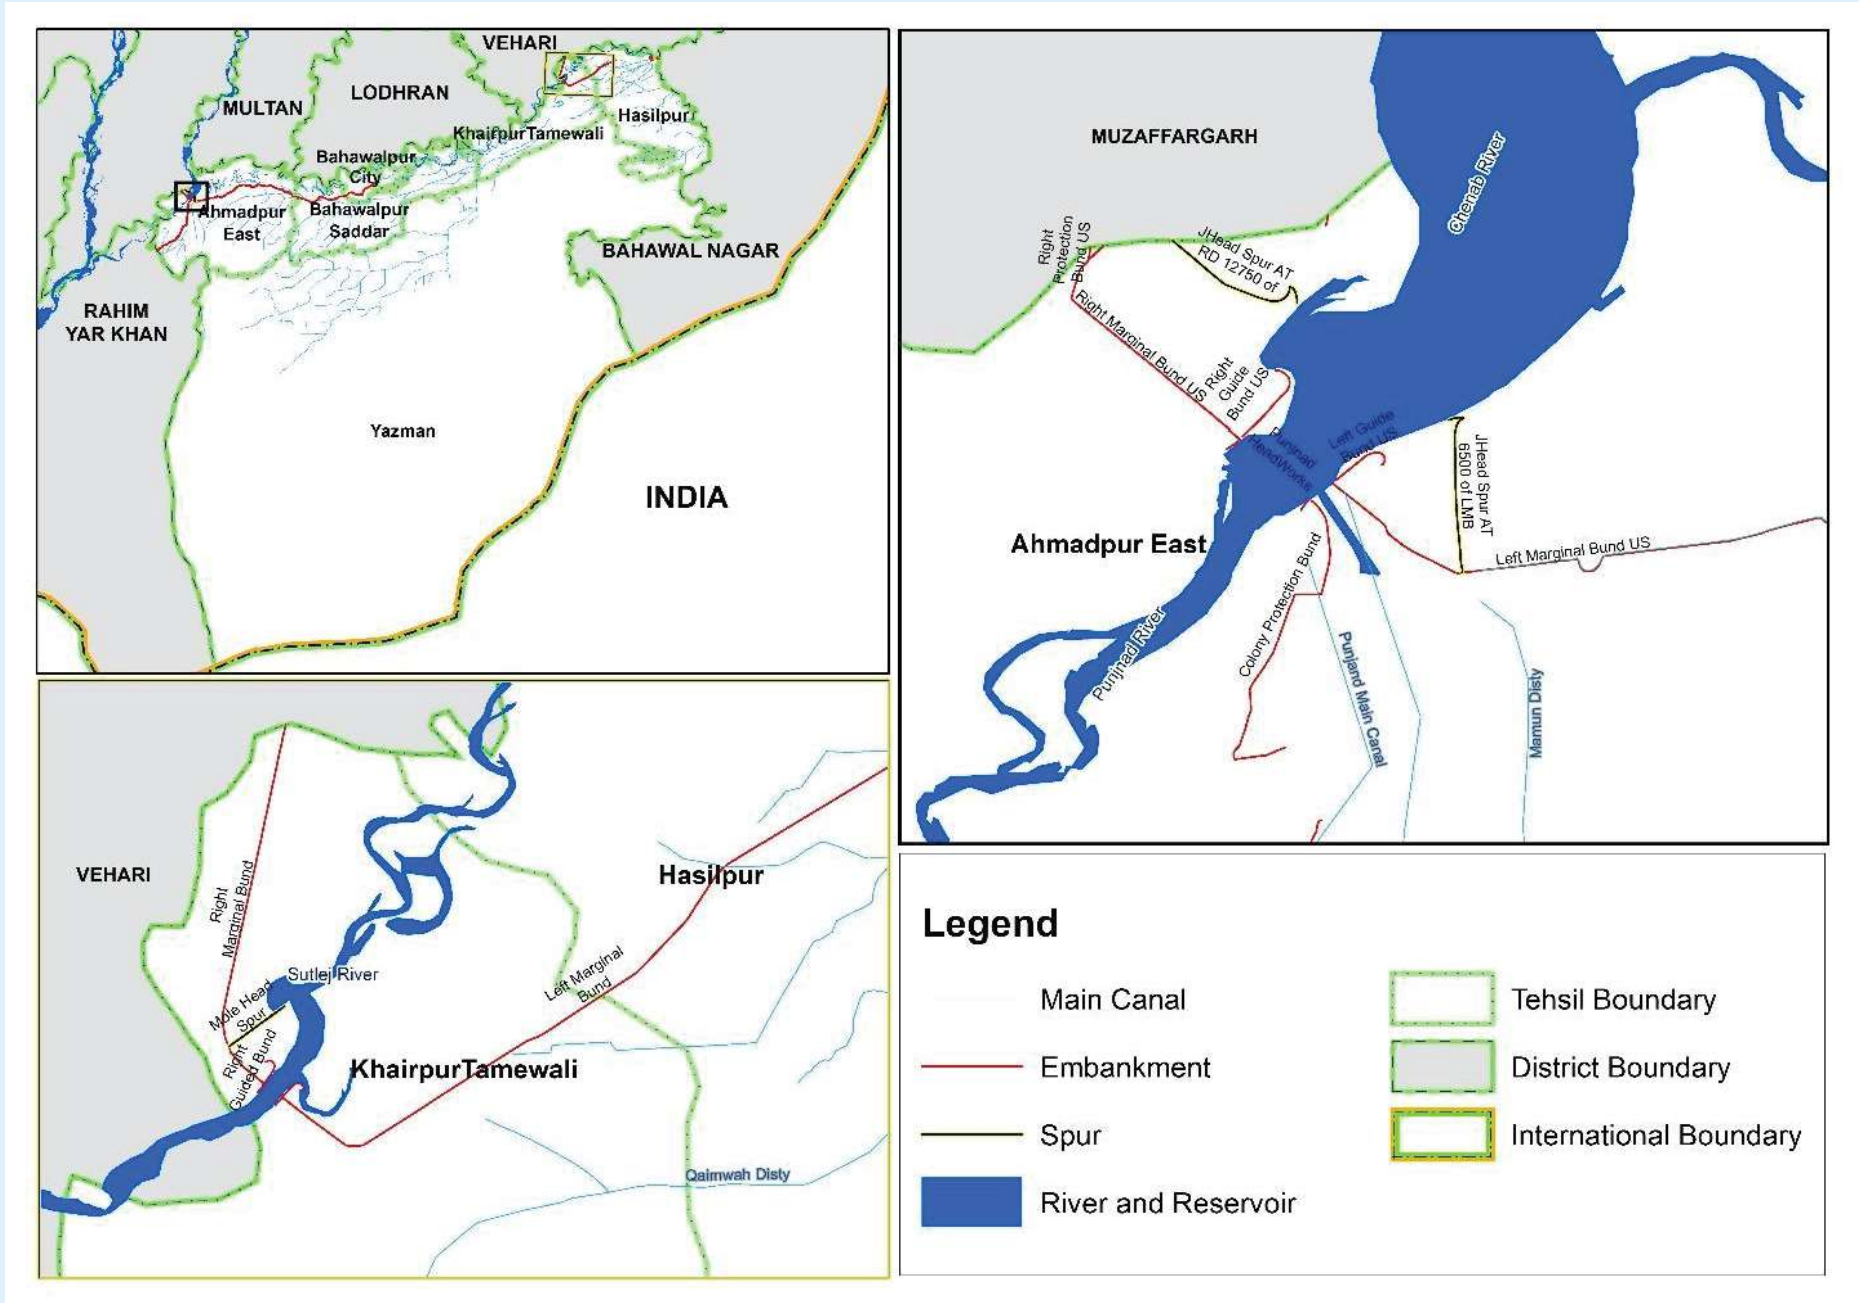 VEHARI
LODHRAN
MULTAN
Hasilpur
KhairpurTamewali
Bahawalpur
City
Ahmadpur
East
Bahawalpur
Saddar
BAHAWAL NAGAR
RAHIM
YAR KHAN
Yazman
INDIA
MUZAFFARGARH
Chenab River
Right
Protection
Bund US
JHead Spur AT
RD 12750 of
Right Marginal Bund US
Right
Guide
Bund US
Punjnad
HeadWorks
Left Guide
Bund US
JHead Spur AT
6500 of LMB
Left Marginal Bund US
Ahmadpur East
Colony Protection Bund
Punjnad River
Punjand Main Canal
Mamun Disty
VEHARI
Right
Marginal Bund
Hasilpur
Sutlej River
Mole Head
Spur
Left Marginal
Bund
Right
Guided Bund
KhairpurTamewali
Qaimwah Disty
Legend
Main Canal
Embankment
Spur
River and Reservoir
Tehsil Boundary
District Boundary
International Boundary